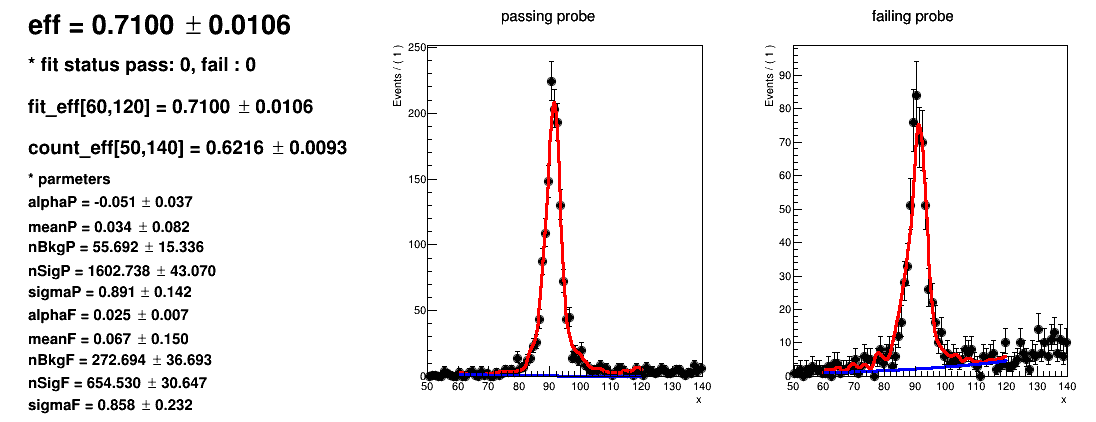 eff = 0.7100 ± 0.0106
* fit status pass: 0, fail : 0
fit_eff[60,120] = 0.7100 ± 0.0106
count_eff[50,140] = 0.6216 ± 0.0093
* parmeters
alphaP = -0.051 ± 0.037
meanP = 0.034 ± 0.082
nBkgP = 55.692 ± 15.336
nSigP = 1602.738 ± 43.070
sigmaP = 0.891 ± 0.142
alphaF = 0.025 ± 0.007
meanF = 0.067 ± 0.150
nBkgF = 272.694 ± 36.693
nSigF = 654.530 ± 30.647
sigmaF = 0.858 ± 0.232
passing probe
Events / ( 1 )
250
200
150
100
50
0
50 60 70 80 90 100 110 120 130 140
x
failing probe
Events / ( 1 )
90
80
70
60
50
40
30
20
10
0
50 60 70 80 90 100 110 120 130 140
x